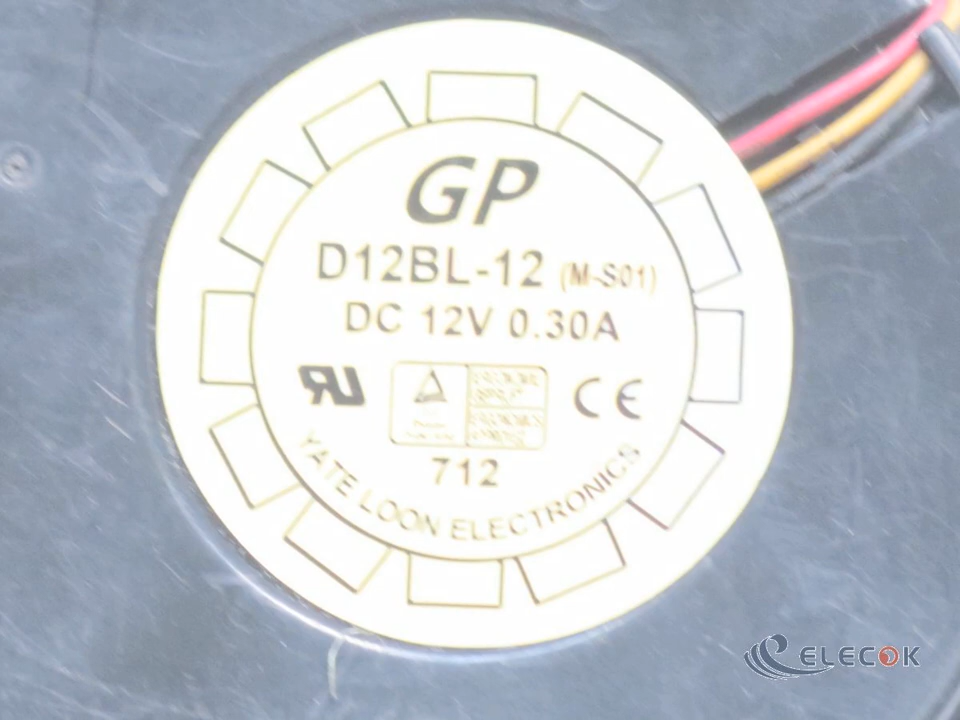 GP
D12BL-12 (M-S01)
DC 12V 0.30A
CE
712
YATE LOON ELECTRONICS
ELECOK